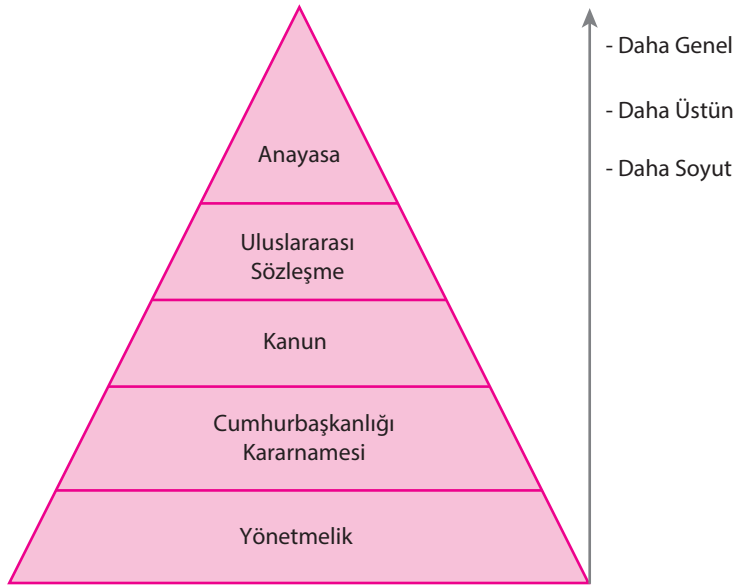 Anayasa
Uluslararası
Sözleşme
Kanun
Cumhurbaşkanlığı
Kararnamesi
Yönetmelik
- Daha Genel
- Daha Üstün
- Daha Soyut